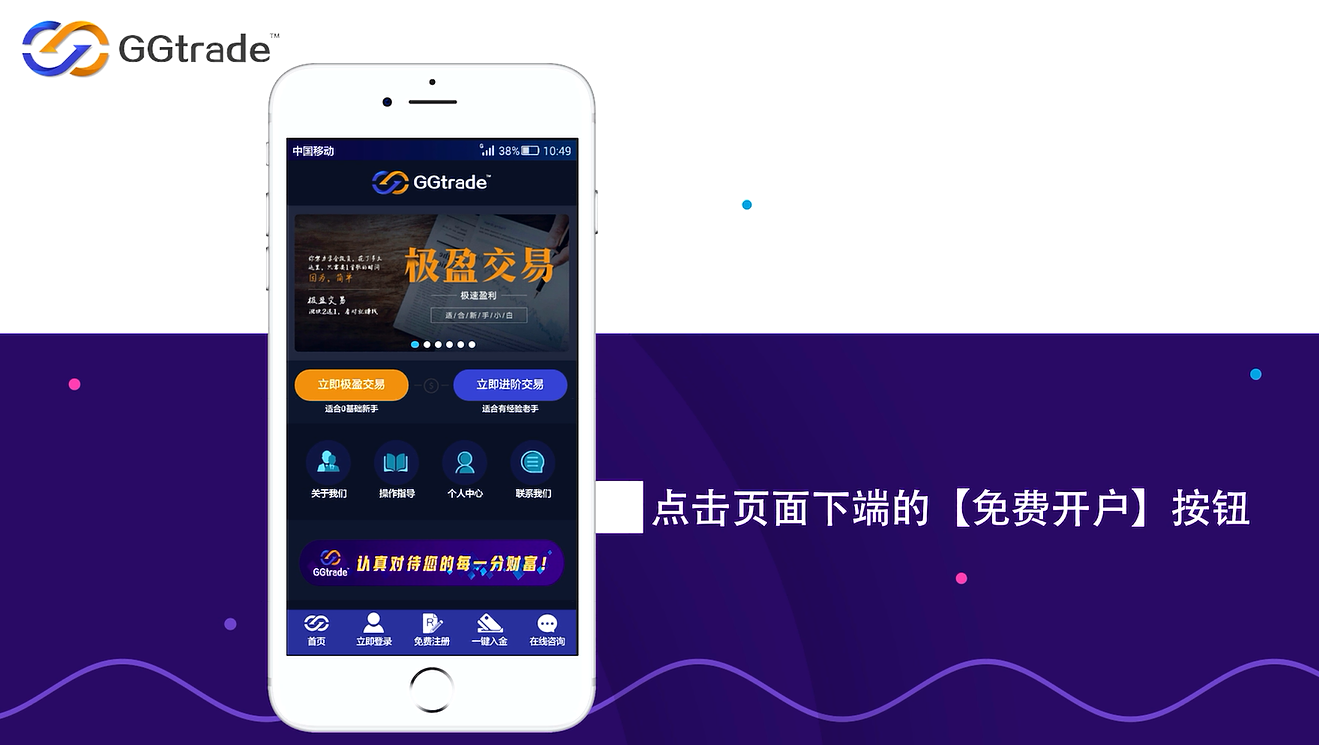 GGtrade™
中国移动
38% 10:49
GGtrade™
因为，简单
极盈交易
极盈交易
极速盈利
适/合/新/手/小/白
立即极盈交易
立即进阶交易
适合0基础新手
适合有经验老手
关于我们
操作指导
个人中心
联系我们
GGtrade
认真对待您的每一分财富!
首页
立即登录
免费注册
一键入金
在线咨询
点击页面下端的【免费开户】按钮